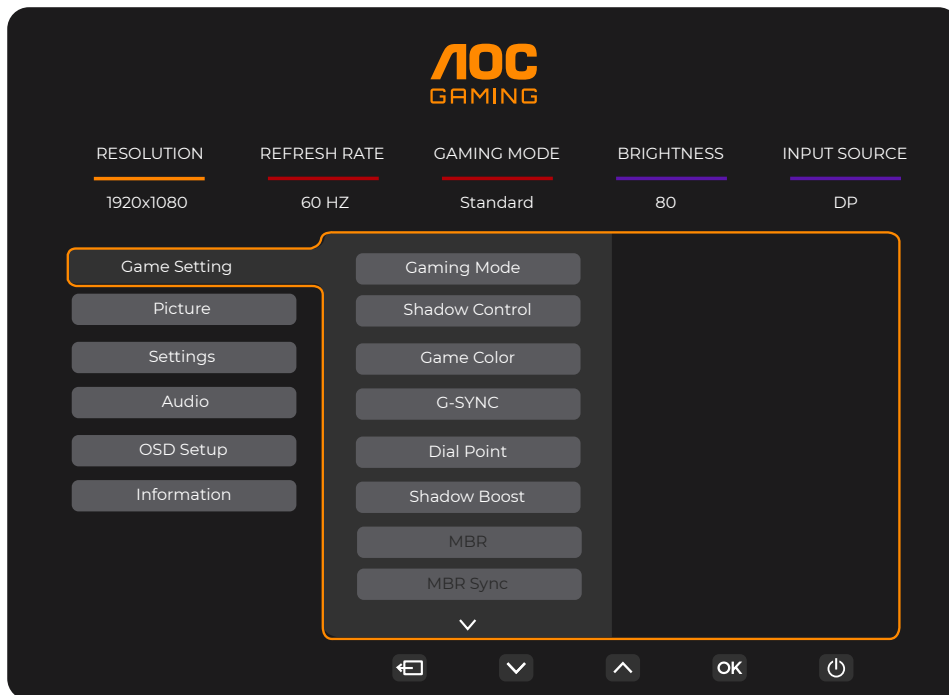 AOC
GAMING
RESOLUTION REFRESH RATE GAMING MODE BRIGHTNESS INPUT SOURCE
1920x1080 60 HZ Standard 80 DP
Game Setting
Picture
Settings
Audio
OSD Setup
Information
Gaming Mode
Shadow Control
Game Color
G-SYNC
Dial Point
Shadow Boost
MBR
MBR Sync
OK